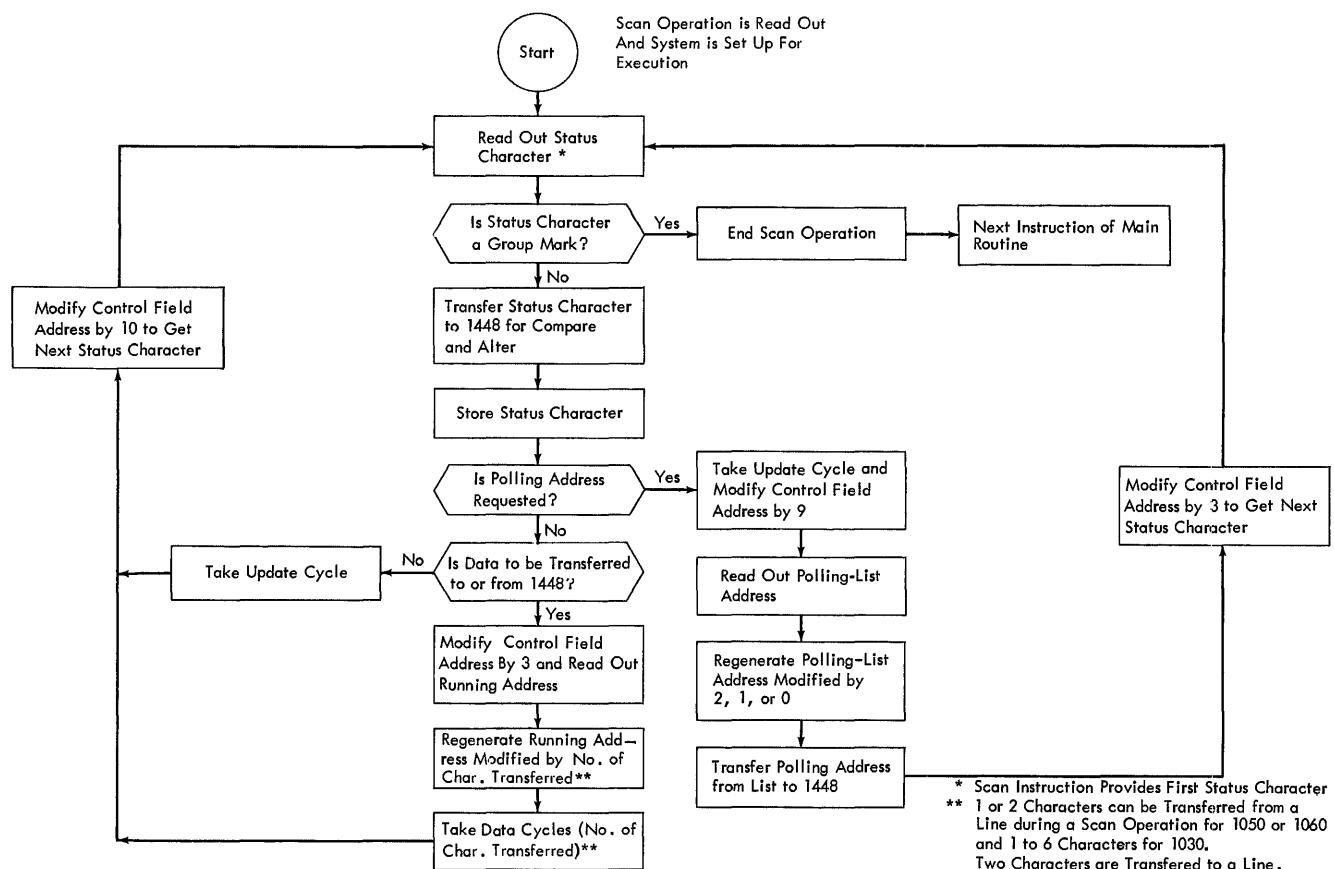 Start
Scan Operation is Read Out
And System is Set Up For
Execution
Read Out Status
Character *
Is Status Character
a Group Mark?
Yes
End Scan Operation
Next Instruction of Main
Routine
No
Modify Control Field
Address by 10 to Get
Next Status Character
Transfer Status Character
to 1448 for Compare
and Alter
Store Status Character
Is Polling Address
Requested?
Yes
Take Update Cycle and
Modify Control Field
Address by 9
Modify Control Field
Address by 3 to Get Next
Status Character
No
Is Data to be Transferred
to or from 1448?
No
Take Update Cycle
Read Out Polling-List
Address
Yes
Modify Control Field
Address By 3 and Read Out
Running Address
Regenerate Polling-List
Address Modified by
2, 1, or 0
Regenerate Running Add-
ress Modified by No. of
Char. Transferred**
Transfer Polling Address
from List to 1448
Take Data Cycles (No. of
Char. Transferred)**
* Scan Instruction Provides First Status Character
** 1 or 2 Characters can be Transferred from a
Line during a Scan Operation for 1050 or 1060
and 1 to 6 Characters for 1030.
Two Characters are Transfered to a Line.